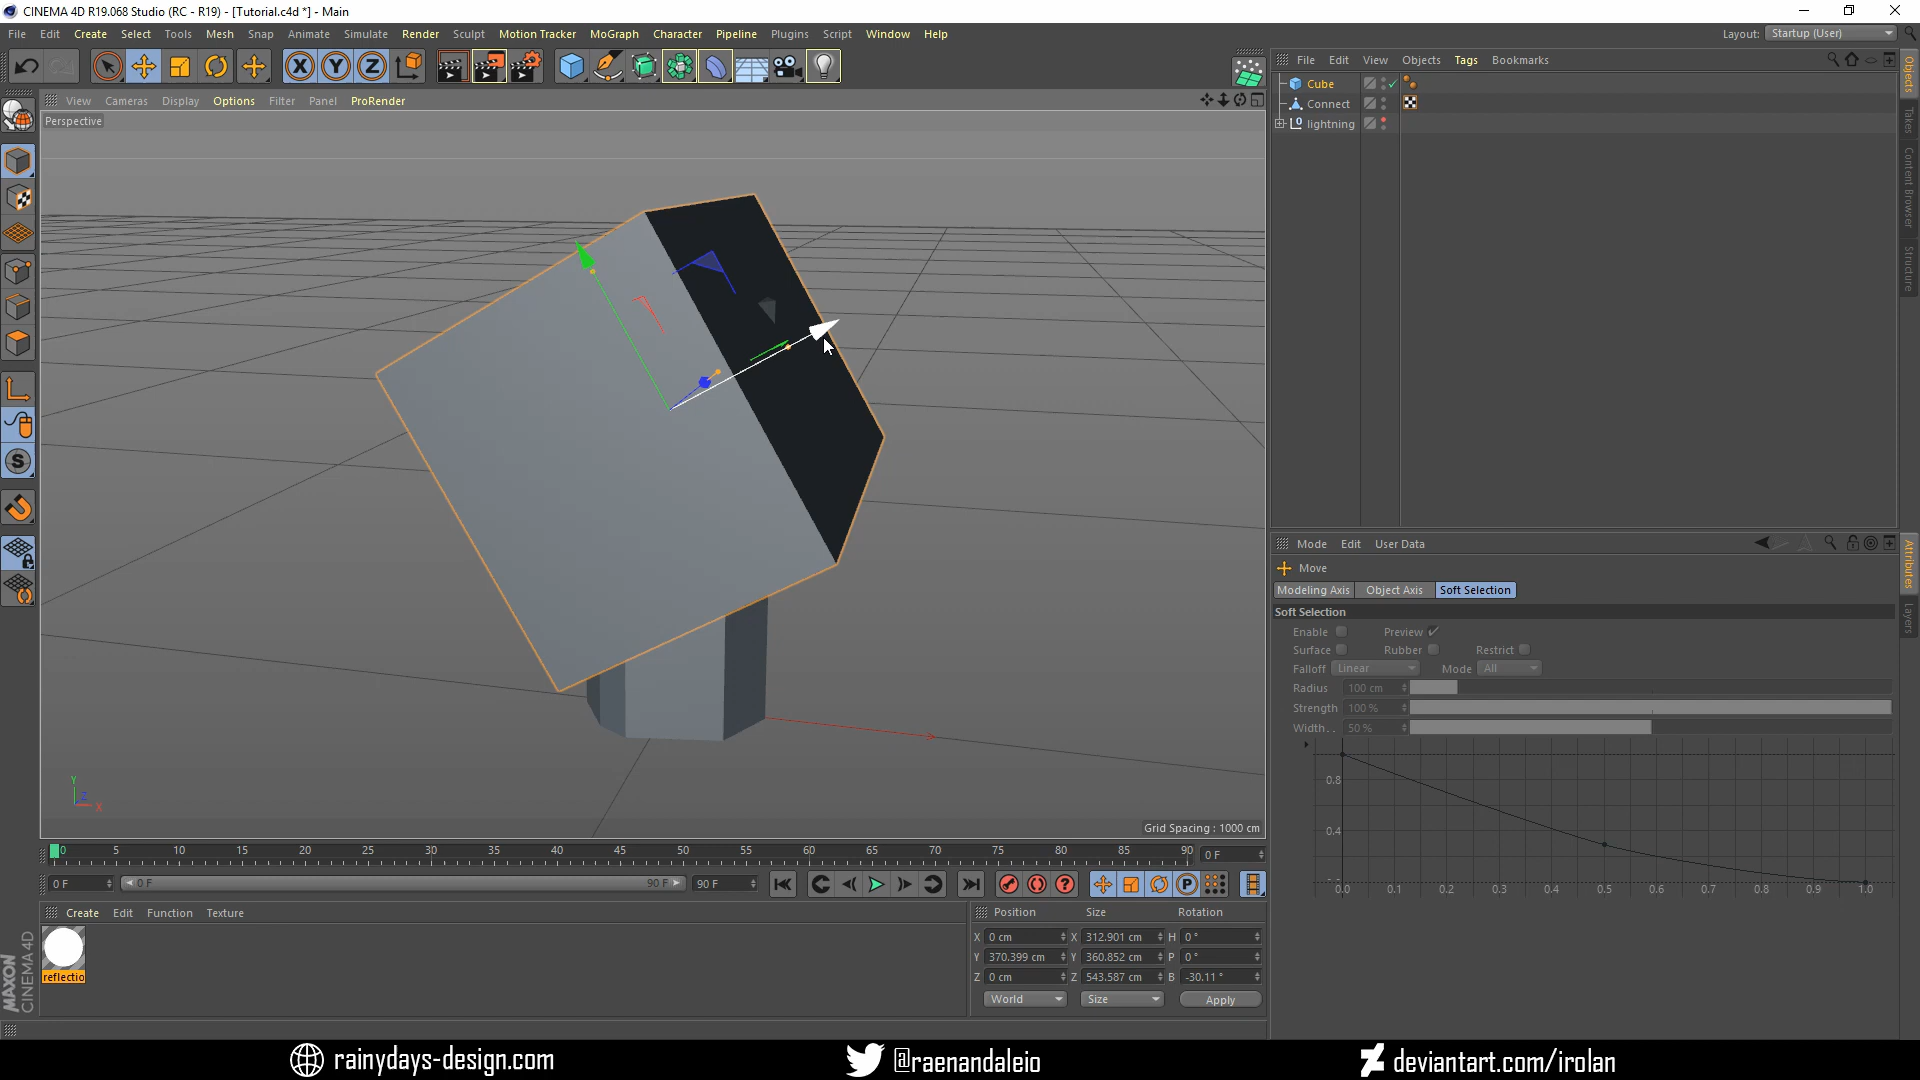 CINEMA 4D R19.068 Studio (RC - R19) - [Tutorial.c4d *] - Main
File Edit Create Select Tools Mesh Snap Animate Simulate Render Sculpt Motion Tracker MoGraph Character Pipeline Plugins Script Window Help
Layout: Startup (User)
X Y Z
File Edit View Objects Tags Bookmarks
Cube
Connect
lightning
Objects
Takes
Content Browser
Structure
View Cameras Display Options Filter Panel ProRender
Perspective
Y
Z
X
Grid Spacing : 1000 cm
S
Mode Edit User Data
Move
Modeling Axis Object Axis Soft Selection
Soft Selection
Enable Preview
Surface Rubber Restrict
Falloff Linear Mode All
Radius 100 cm
Strength 100 %
Width.. 50 %
0.8
0.4
0.0 0.1 0.2 0.3 0.4 0.5 0.6 0.7 0.8 0.9 1.0
Attributes
Layers
0 5 10 15 20 25 30 35 40 45 50 55 60 65 70 75 80 85 90 0 F
0 F 0 F 90 F 90 F
P
Create Edit Function Texture
reflectio
Position Size Rotation
X 0 cm X 312.901 cm H 0 °
Y 370.399 cm Y 360.852 cm P 0 °
Z 0 cm Z 543.587 cm B -30.11 °
World Size Apply
MAXON
CINEMA 4D
rainydays-design.com @raenandaleio deviantart.com/irolan